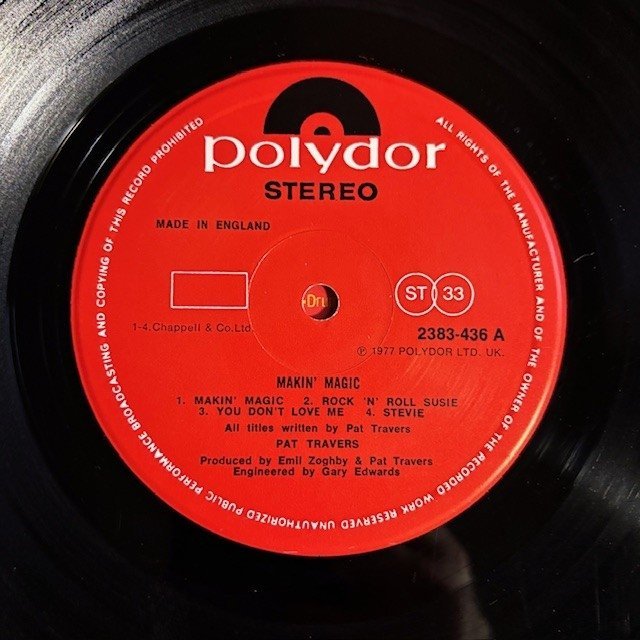 polydor
STEREO
MADE IN ENGLAND
ST 33
1-4. Chappell & Co. Ltd.
2383-436 A
℗ 1977 POLYDOR LTD. UK.
Dru
MAKIN' MAGIC
1. MAKIN' MAGIC 2. ROCK 'N' ROLL SUSIE
3. YOU DON'T LOVE ME 4. STEVIE
All titles written by Pat Travers
PAT TRAVERS
Produced by Emil Zoghby & Pat Travers
Engineered by Gary Edwards
ALL RIGHTS OF THE MANUFACTURER AND OF THE OWNER OF THE RECORDED WORK RESERVED UNAUTHORIZED PUBLIC PERFORMANCE BROADCASTING AND COPYING OF THIS RECORD PROHIBITED